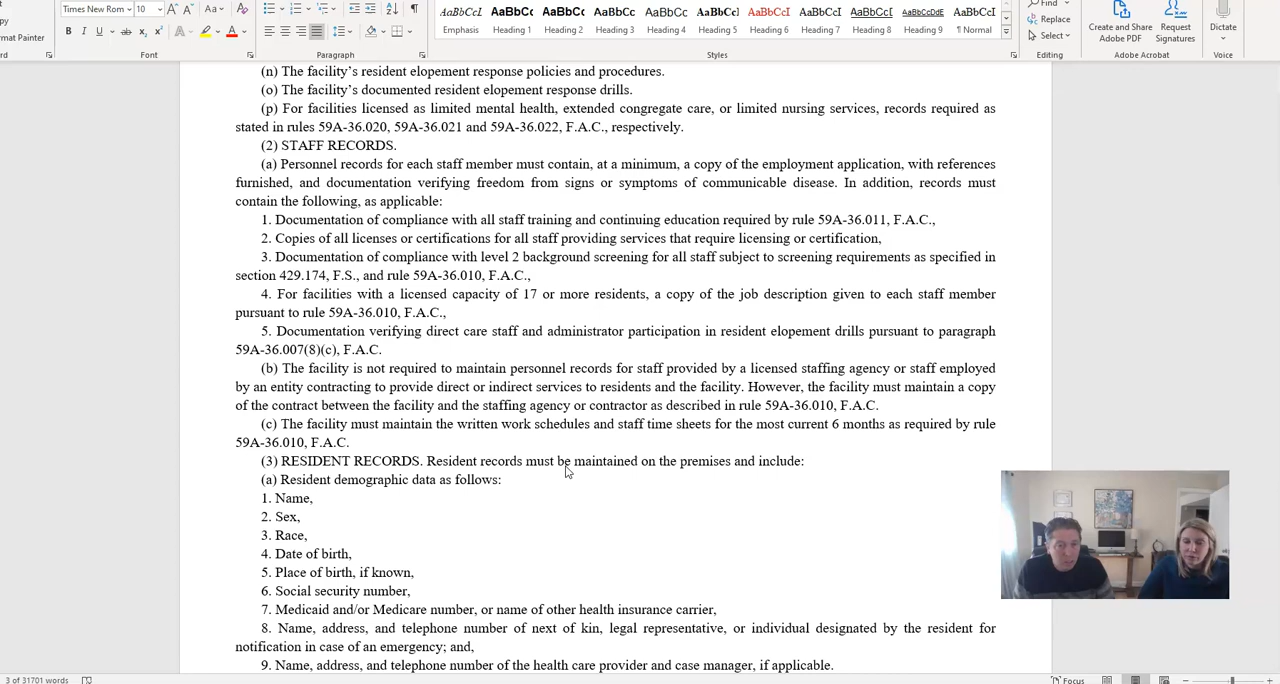 Times New Rom 10 Aa Find
py Replace
rmat Painter B I U ab x₂ x² A Select
AaBbCcI AaBbCc AaBbCc AaBbCc AaBbCc AaBbCcI AaBbCcI AaBbCcI AaBbCcI AaBbCcDdE AaBbCcI
Emphasis Heading 1 Heading 2 Heading 3 Heading 4 Heading 5 Heading 6 Heading 7 Heading 8 Heading 9 ¶ Normal
Create and Share Adobe PDF
Request Signatures
Dictate
rd Font Paragraph Styles Editing Adobe Acrobat Voice
(n) The facility’s resident elopement response policies and procedures.
(o) The facility’s documented resident elopement response drills.
(p) For facilities licensed as limited mental health, extended congregate care, or limited nursing services, records required as
stated in rules 59A-36.020, 59A-36.021 and 59A-36.022, F.A.C., respectively.
(2) STAFF RECORDS.
(a) Personnel records for each staff member must contain, at a minimum, a copy of the employment application, with references
furnished, and documentation verifying freedom from signs or symptoms of communicable disease. In addition, records must
contain the following, as applicable:
1. Documentation of compliance with all staff training and continuing education required by rule 59A-36.011, F.A.C.,
2. Copies of all licenses or certifications for all staff providing services that require licensing or certification,
3. Documentation of compliance with level 2 background screening for all staff subject to screening requirements as specified in
section 429.174, F.S., and rule 59A-36.010, F.A.C.,
4. For facilities with a licensed capacity of 17 or more residents, a copy of the job description given to each staff member
pursuant to rule 59A-36.010, F.A.C.,
5. Documentation verifying direct care staff and administrator participation in resident elopement drills pursuant to paragraph
59A-36.007(8)(c), F.A.C.
(b) The facility is not required to maintain personnel records for staff provided by a licensed staffing agency or staff employed
by an entity contracting to provide direct or indirect services to residents and the facility. However, the facility must maintain a copy
of the contract between the facility and the staffing agency or contractor as described in rule 59A-36.010, F.A.C.
(c) The facility must maintain the written work schedules and staff time sheets for the most current 6 months as required by rule
59A-36.010, F.A.C.
(3) RESIDENT RECORDS. Resident records must be maintained on the premises and include:
(a) Resident demographic data as follows:
1. Name,
2. Sex,
3. Race,
4. Date of birth,
5. Place of birth, if known,
6. Social security number,
7. Medicaid and/or Medicare number, or name of other health insurance carrier,
8. Name, address, and telephone number of next of kin, legal representative, or individual designated by the resident for
notification in case of an emergency; and,
9. Name, address, and telephone number of the health care provider and case manager, if applicable.
3 of 31701 words Focus